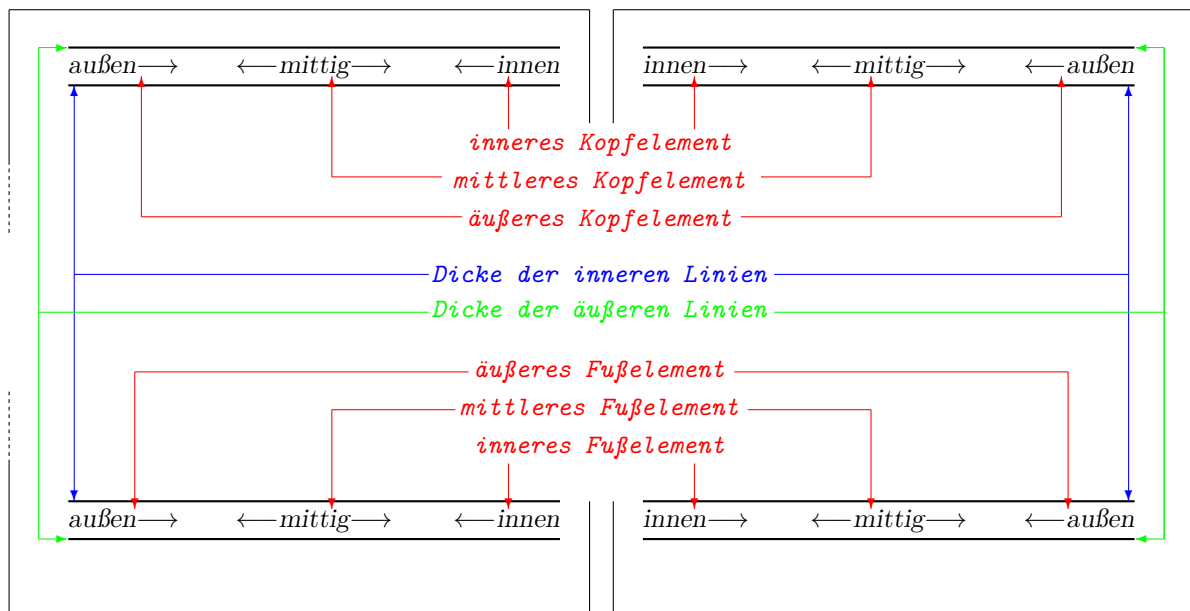 außen⟶ ⟵mittig⟶ ⟵innen innen⟶ ⟵mittig⟶ ⟵außen
inneres Kopfelement
mittleres Kopfelement
äußeres Kopfelement
Dicke der inneren Linien
Dicke der äußeren Linien
äußeres Fußelement
mittleres Fußelement
inneres Fußelement
außen⟶ ⟵mittig⟶ ⟵innen innen⟶ ⟵mittig⟶ ⟵außen